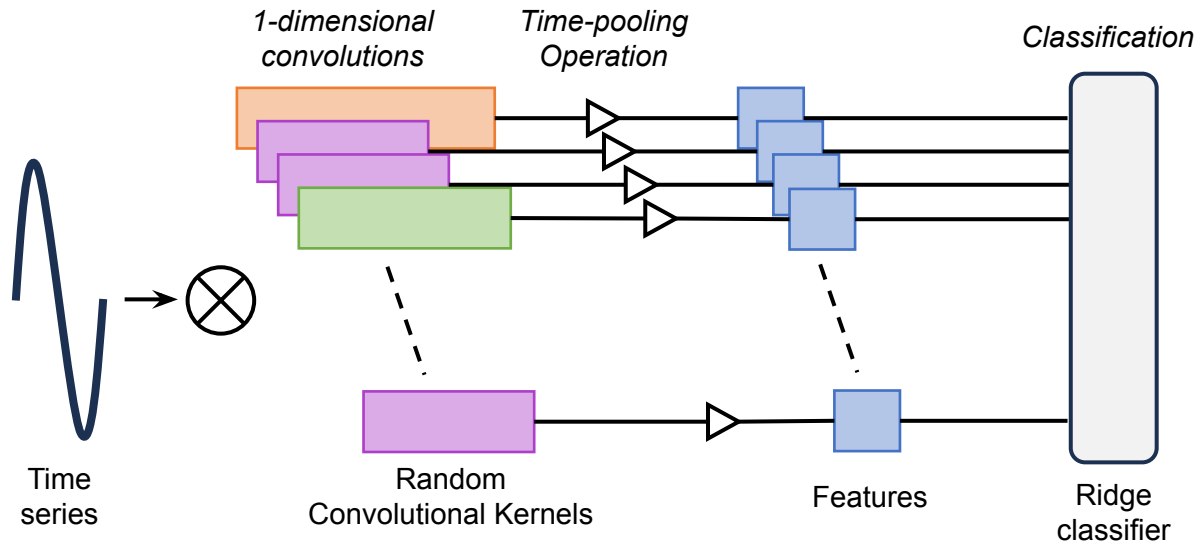 1-dimensional
convolutions
Time-pooling
Operation
Classification
Time
series
Random
Convolutional Kernels
Features
Ridge
classifier